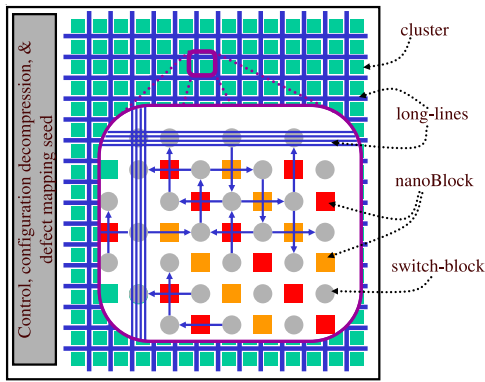 Control, configuration decompression, &
defect mapping seed
cluster
long-lines
nanoBlock
switch-block